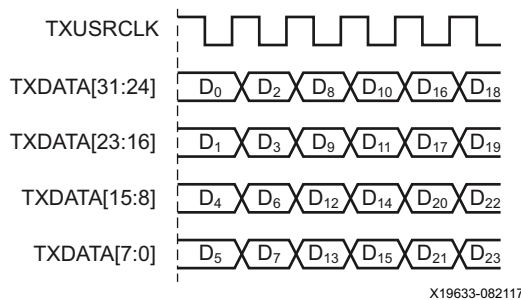 TXUSRCLK
TXDATA[31:24] D₀ D₂ D₈ D₁₀ D₁₆ D₁₈
TXDATA[23:16] D₁ D₃ D₉ D₁₁ D₁₇ D₁₉
TXDATA[15:8] D₄ D₆ D₁₂ D₁₄ D₂₀ D₂₂
TXDATA[7:0] D₅ D₇ D₁₃ D₁₅ D₂₁ D₂₃
X19633-082117